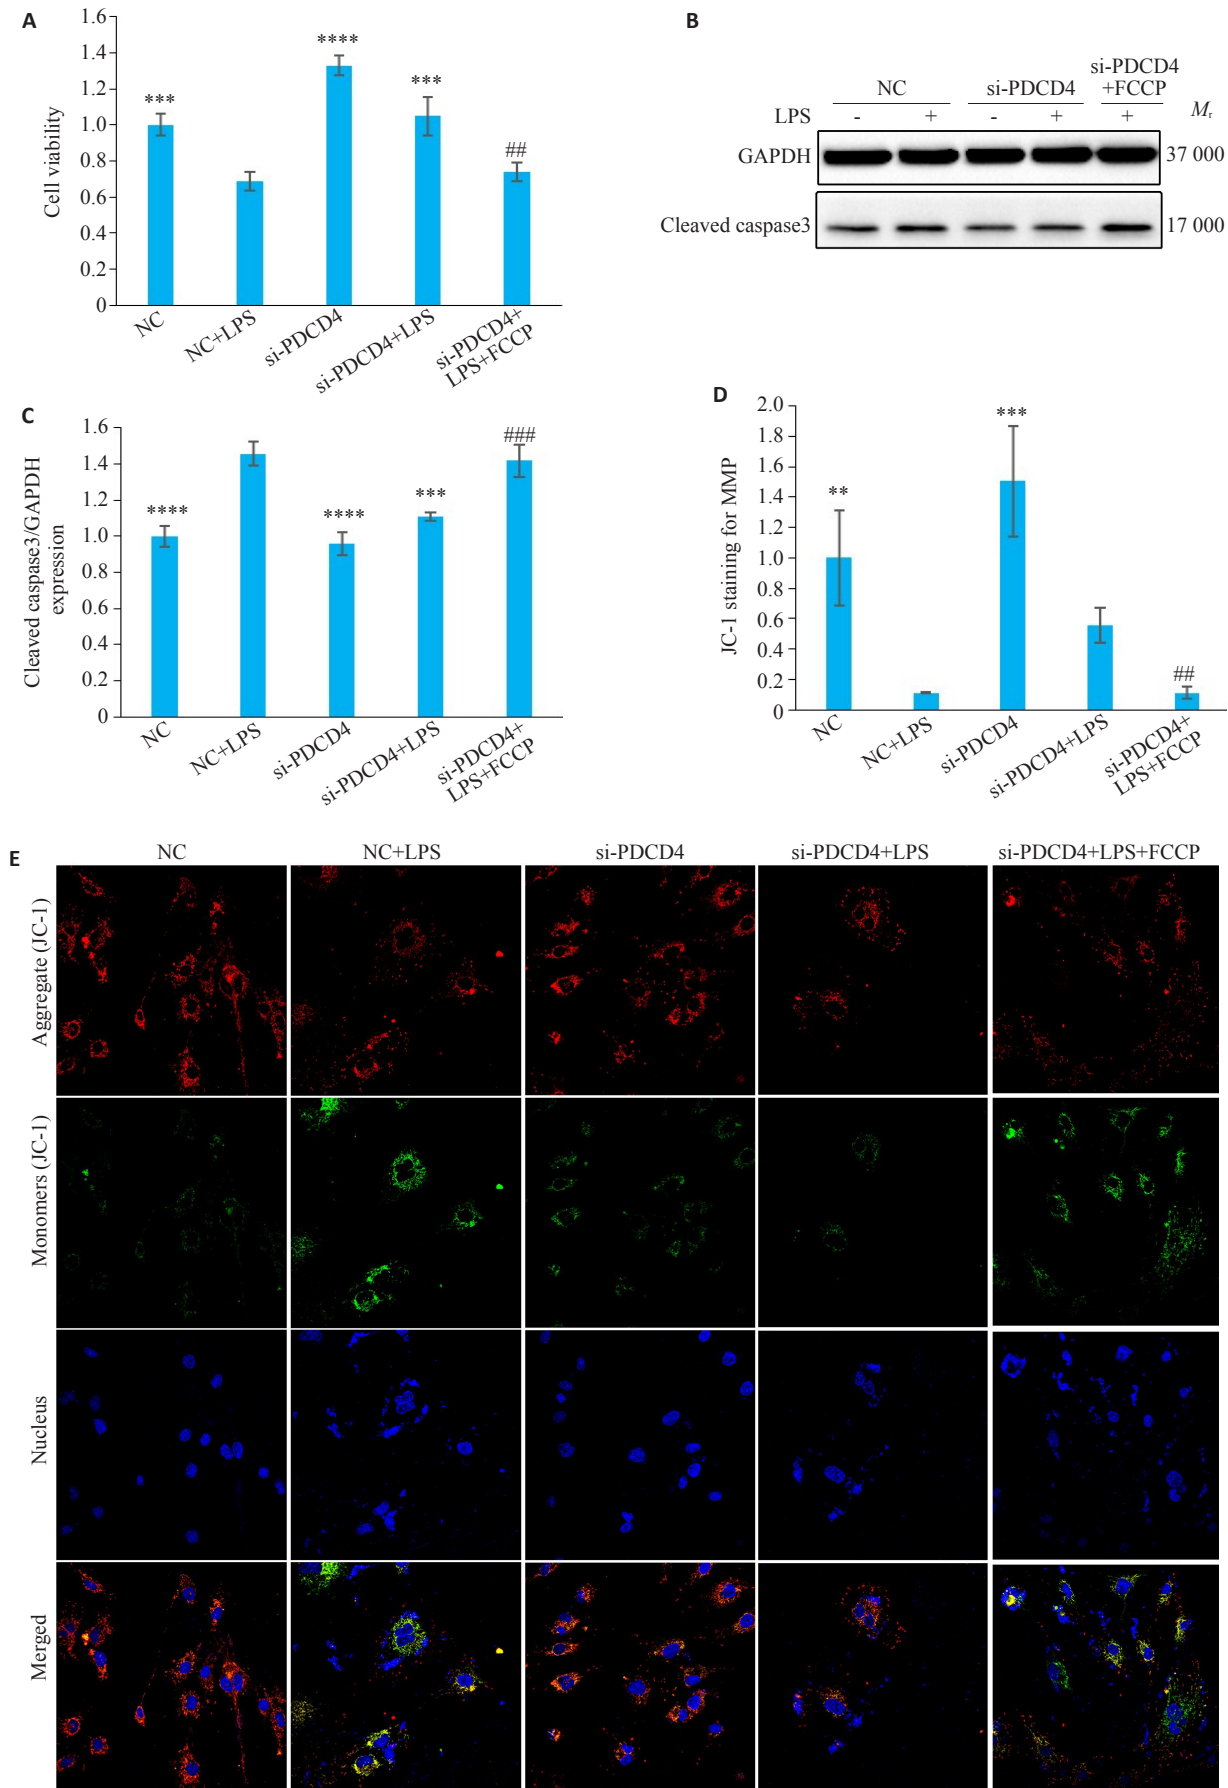 A
1.6
1.4
1.2
1.0
0.8
0.6
0.4
0.2
0
Cell viability
***
****
***
##
NC
NC+LPS
si-PDCD4
si-PDCD4+LPS
si-PDCD4+
LPS+FCCP
B
NC
si-PDCD4
si-PDCD4
+FCCP
LPS
-
+
-
+
+
Mr
GAPDH
37 000
Cleaved caspase3
17 000
C
1.6
1.4
1.2
1.0
0.8
0.6
0.4
0.2
0
Cleaved caspase3/GAPDH
expression
****
****
***
###
NC
NC+LPS
si-PDCD4
si-PDCD4+LPS
si-PDCD4+
LPS+FCCP
D
2.0
1.8
1.6
1.4
1.2
1.0
0.8
0.6
0.4
0.2
0
JC-1 staining for MMP
**
***
##
NC
NC+LPS
si-PDCD4
si-PDCD4+LPS
si-PDCD4+
LPS+FCCP
E
NC
NC+LPS
si-PDCD4
si-PDCD4+LPS
si-PDCD4+LPS+FCCP
Aggregate (JC-1)
Monomers (JC-1)
Nucleus
Merged